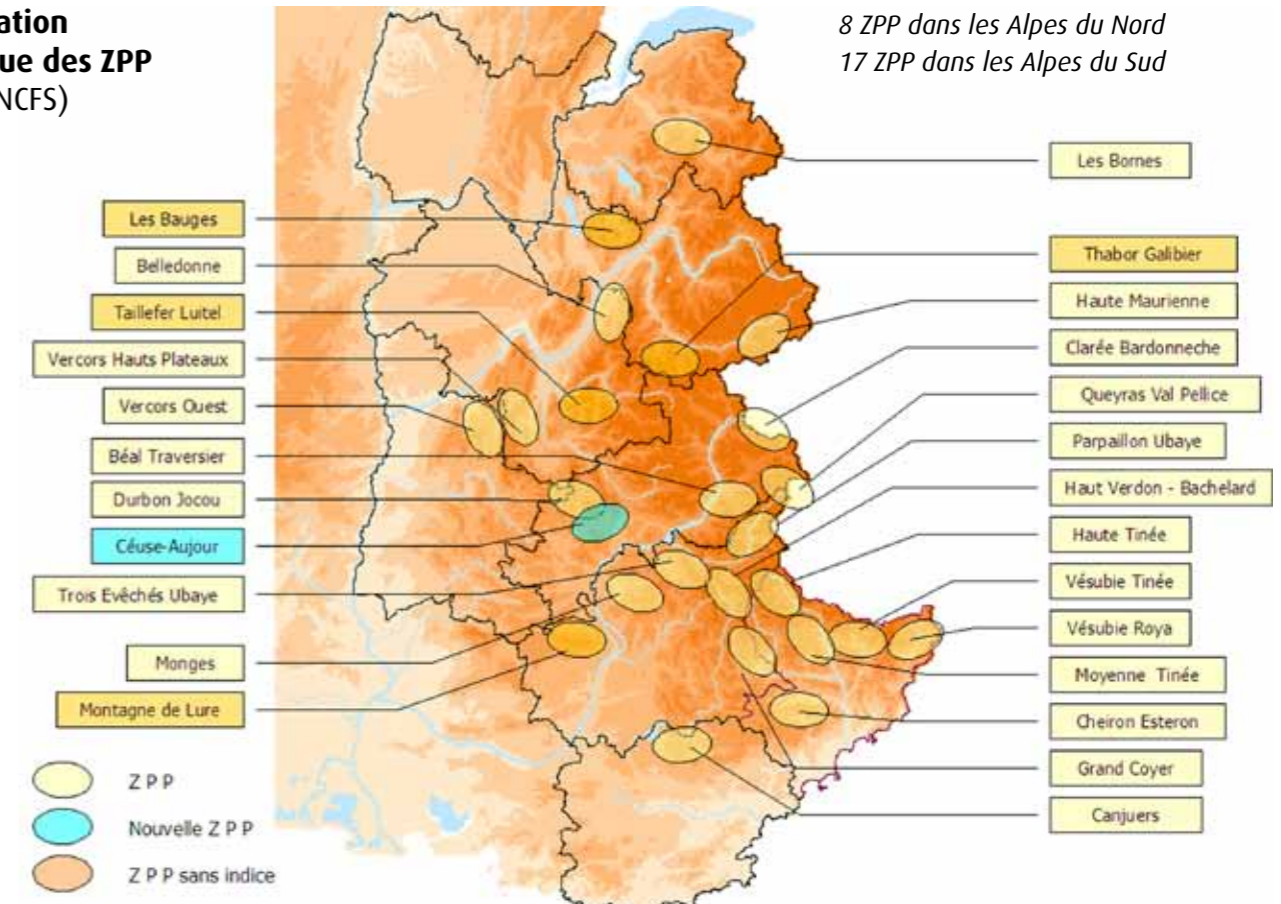 ation
ue des ZPP
NCFS)
8 ZPP dans les Alpes du Nord
17 ZPP dans les Alpes du Sud
Les Bauges
Belledonne
Taillefer Luitel
Vercors Hauts Plateaux
Vercors Ouest
Béal Traversier
Durbon Jocou
Céuse-Aujour
Trois Evêchés Ubaye
Monges
Montagne de Lure
Les Bornes
Thabor Galibier
Haute Maurienne
Clarée Bardonneche
Queyras Val Pellice
Parpaillon Ubaye
Haut Verdon - Bachelard
Haute Tinée
Vésubie Tinée
Vésubie Roya
Moyenne Tinée
Cheiron Esteron
Grand Coyer
Canjuers
Z P P
Nouvelle Z P P
Z P P sans indice